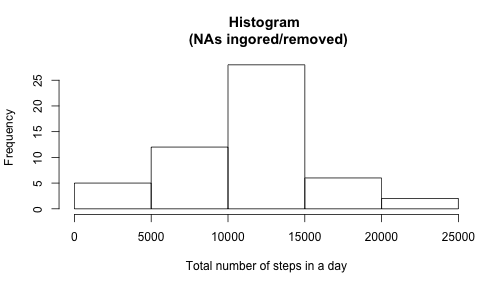 Histogram
(NAs ingored/removed)
Frequency
25
20
15
10
5
0
0 5000 10000 15000 20000 25000
Total number of steps in a day